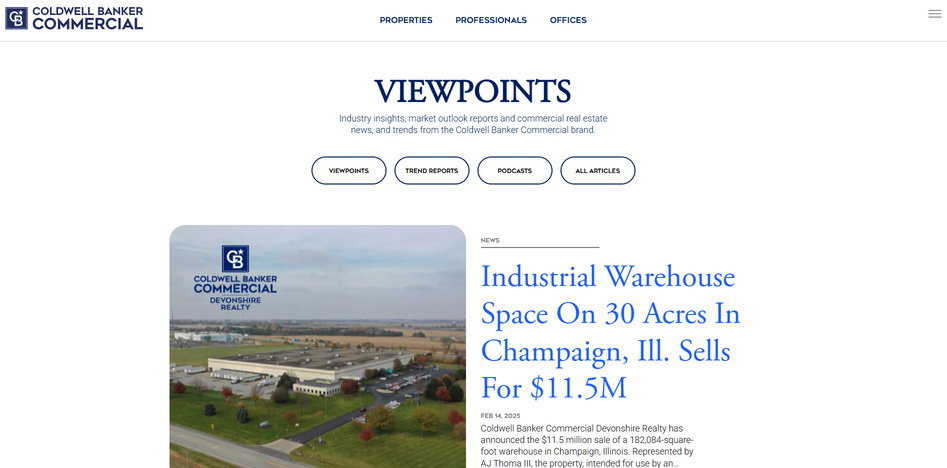 COLDWELL BANKER
COMMERCIAL
PROPERTIES
PROFESSIONALS
OFFICES
VIEWPOINTS
Industry insights, market outlook reports and commercial real estate
news, and trends from the Coldwell Banker Commercial brand.
VIEWPOINTS
TREND REPORTS
PODCASTS
ALL ARTICLES
CB
COLDWELL BANKER
COMMERCIAL
DEVONSHIRE
REALTY
NEWS
Industrial Warehouse
Space On 30 Acres In
Champaign, Ill. Sells
For $11.5M
FEB 14, 2025
Coldwell Banker Commercial Devonshire Realty has
announced the $11.5 million sale of a 182,084-square-
foot warehouse in Champaign, Illinois. Represented by
AJ Thoma III, the property, intended for use by an...